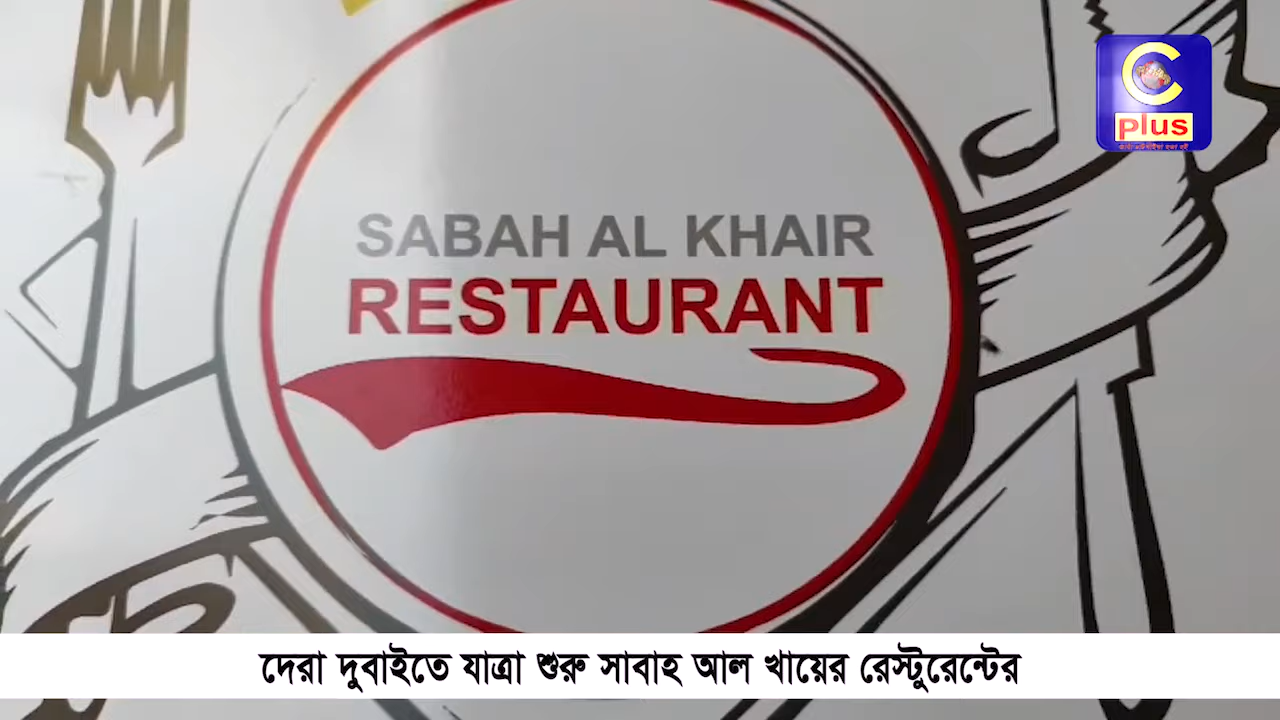 C
plus
SABAH AL KHAIR
RESTAURANT
দেরা দুবাইতে যাত্রা শুরু সাবাহ আল খায়ের রেস্টুরেন্টের